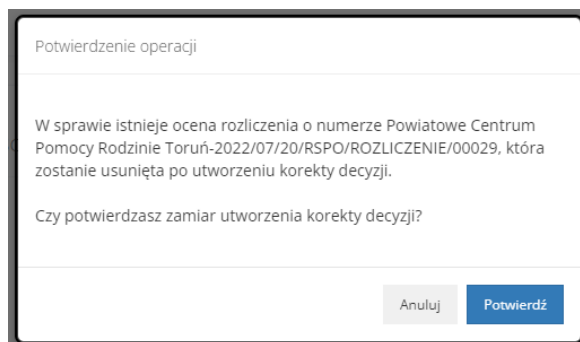 Potwierdzenie operacji
W sprawie istnieje ocena rozliczenia o numerze Powiatowe Centrum
Pomocy Rodzinie Toruń-2022/07/20/RSPO/ROZLICZENIE/00029, która
zostanie usunięta po utworzeniu korekty decyzji.
Czy potwierdzasz zamiar utworzenia korekty decyzji?
Anuluj
Potwierdź